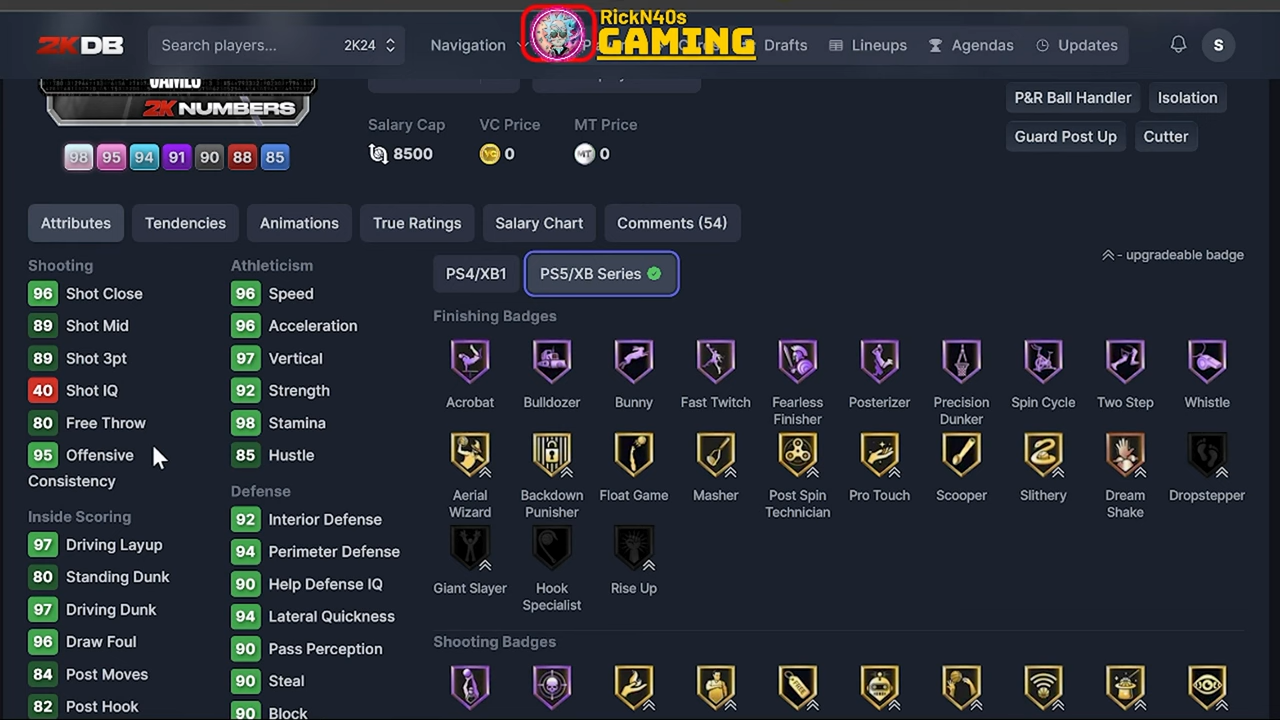 RickN40s
GAMING
2KDB
Search players...
2K24
Navigation
Drafts
Lineups
Agendas
Updates
S
2K NUMBERS
98 95 94 91 90 88 85
Salary Cap
8500
VC Price
VC 0
MT Price
MT 0
P&R Ball Handler
Isolation
Guard Post Up
Cutter
Attributes
Tendencies
Animations
True Ratings
Salary Chart
Comments (54)
Shooting
96 Shot Close
89 Shot Mid
89 Shot 3pt
40 Shot IQ
80 Free Throw
95 Offensive
Consistency
Inside Scoring
97 Driving Layup
80 Standing Dunk
97 Driving Dunk
96 Draw Foul
84 Post Moves
82 Post Hook
Athleticism
96 Speed
96 Acceleration
97 Vertical
92 Strength
98 Stamina
85 Hustle
Defense
92 Interior Defense
94 Perimeter Defense
90 Help Defense IQ
94 Lateral Quickness
90 Pass Perception
90 Steal
90 Block
PS4/XB1
PS5/XB Series
- upgradeable badge
Finishing Badges
Acrobat
Bulldozer
Bunny
Fast Twitch
Fearless
Finisher
Posterizer
Precision
Dunker
Spin Cycle
Two Step
Whistle
Aerial
Wizard
Backdown
Punisher
Float Game
Masher
Post Spin
Technician
Pro Touch
Scooper
Slithery
Dream
Shake
Dropstepper
Giant Slayer
Hook
Specialist
Rise Up
Shooting Badges